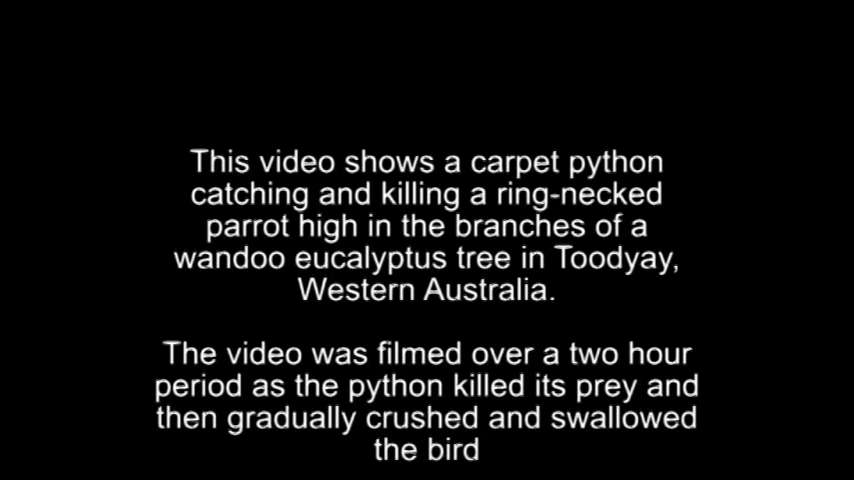 This video shows a carpet python
catching and killing a ring-necked
parrot high in the branches of a
wandoo eucalyptus tree in Toodyay,
Western Australia.
The video was filmed over a two hour
period as the python killed its prey and
then gradually crushed and swallowed
the bird